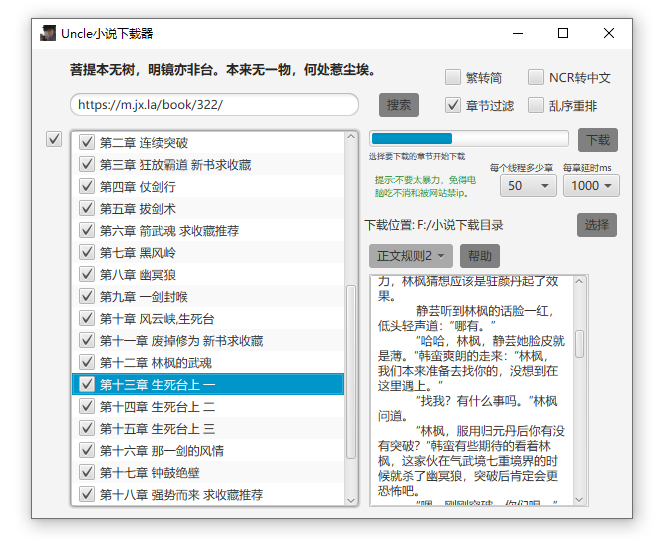 Uncle小说下载器
菩提本无树，明镜亦非台。本来无一物，何处惹尘埃。
繁转简
NCR转中文
https://m.jx.la/book/322/
搜索
章节过滤
乱序重排
第二章 连续突破
第三章 狂放霸道 新书求收藏
第四章 仗剑行
第五章 拔剑术
第六章 箭武魂 求收藏推荐
第七章 黑风岭
第八章 幽冥狼
第九章 一剑封喉
第十章 风云峡,生死台
第十一章 废掉修为 新书求收藏
第十二章 林枫的武魂
第十三章 生死台上 一
第十四章 生死台上 二
第十五章 生死台上 三
第十六章 那一剑的风情
第十七章 钟鼓绝壁
第十八章 强势而来 求收藏推荐
下载
选择要下载的章节开始下载
提示:不要太暴力，免得电
脑吃不消和被网站禁ip。
每个线程多少章
每章延时ms
50
1000
下载位置: F:/小说下载目录
选择
正文规则2
帮助
力，林枫猜想应该是驻颜丹起了效
果。
静芸听到林枫的话脸一红，
低头轻声道：“哪有。”
“哈哈，林枫，静芸她脸皮就
是薄。”韩蛮爽朗的走来：“林枫，
我们本来准备去找你的，没想到在
这里遇上。”
“找我？有什么事吗。”林枫
问道。
“林枫，服用归元丹后你有没
有突破？”韩蛮有些期待的看着林
枫，这家伙在气武境七重境界的时
候就杀了幽冥狼，突破后肯定会更
恐怖吧。
“嗯，刚刚突破，你们呢。”